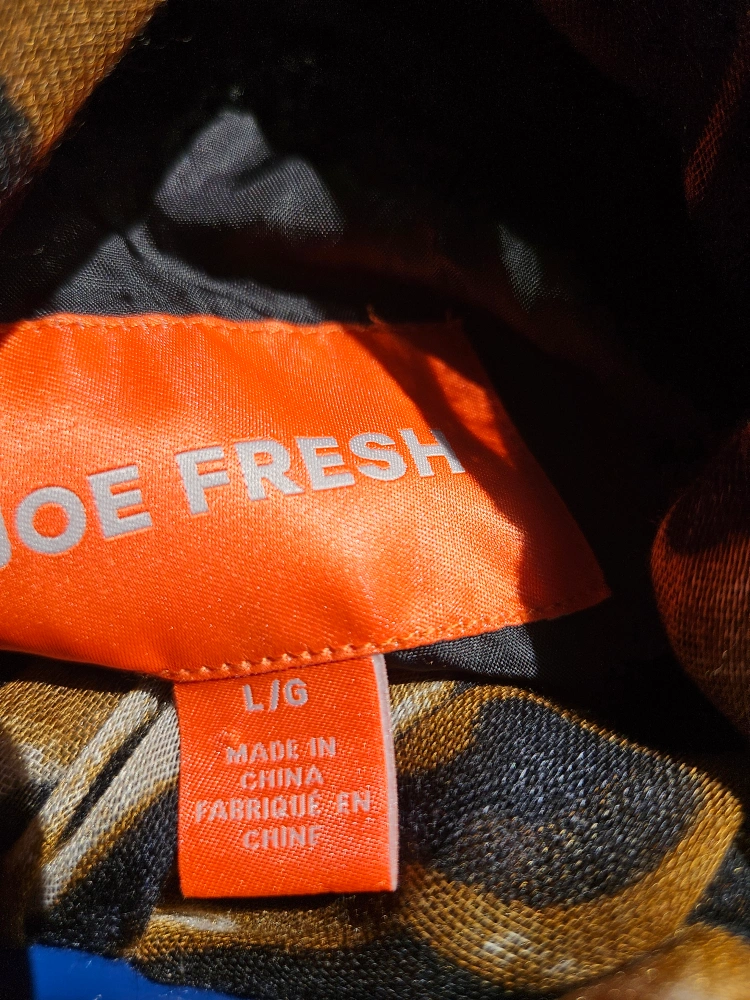 JOE FRESH
L/G
MADE IN
CHINA
FABRIQUÉ EN
CHINE